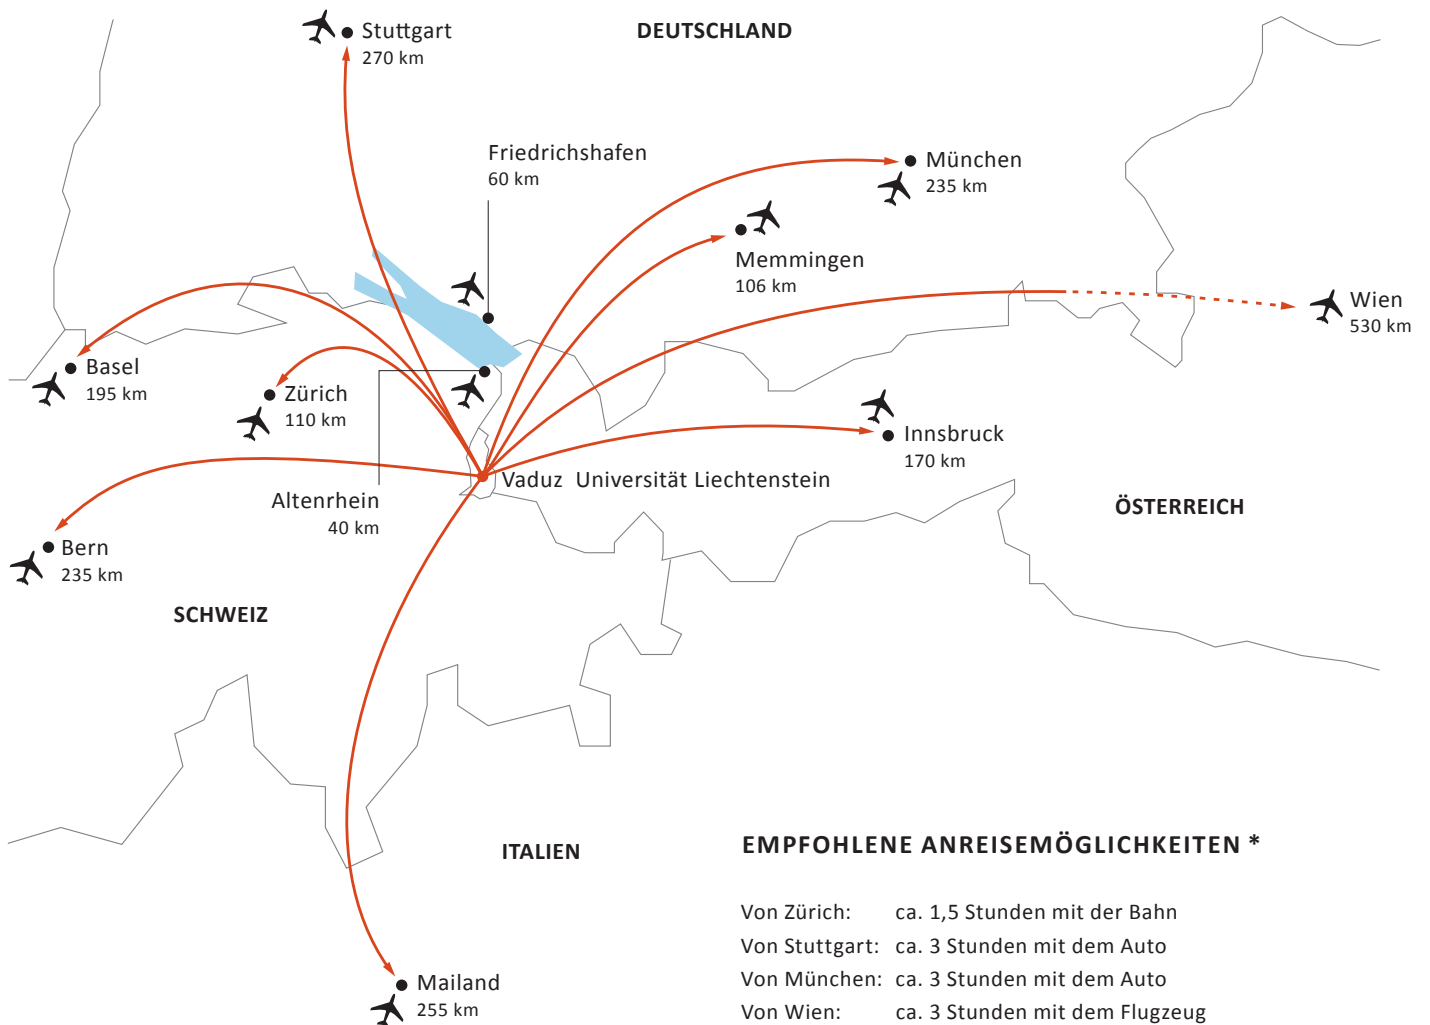 Stuttgart
270 km
DEUTSCHLAND
Friedrichshafen
60 km
München
235 km
Memmingen
106 km
Wien
530 km
Basel
195 km
Zürich
110 km
Innsbruck
170 km
Vaduz Universität Liechtenstein
Altenrhein
40 km
ÖSTERREICH
Bern
235 km
SCHWEIZ
ITALIEN
Mailand
255 km
EMPFOHLENE ANREISEMÖGLICHKEITEN *
Von Zürich: ca. 1,5 Stunden mit der Bahn
Von Stuttgart: ca. 3 Stunden mit dem Auto
Von München: ca. 3 Stunden mit dem Auto
Von Wien: ca. 3 Stunden mit dem Flugzeug